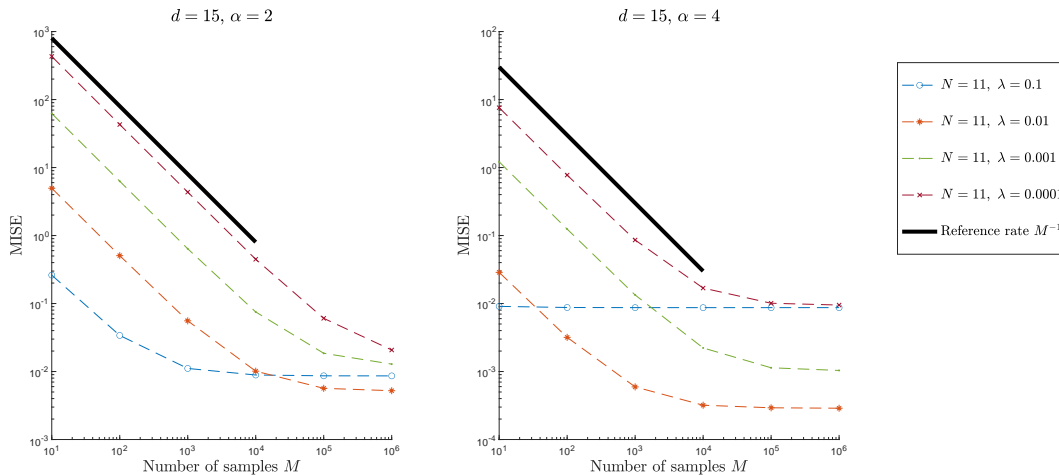 d = 15, α = 2
10^3
10^2
10^1
10^0
10^-1
10^-2
10^-3
MISE
10^1 10^2 10^3 10^4 10^5 10^6
Number of samples M
d = 15, α = 4
10^2
10^1
10^0
10^-1
10^-2
10^-3
10^-4
MISE
10^1 10^2 10^3 10^4 10^5 10^6
Number of samples M
N = 11, λ = 0.1
N = 11, λ = 0.01
N = 11, λ = 0.001
N = 11, λ = 0.0001
Reference rate M^-1